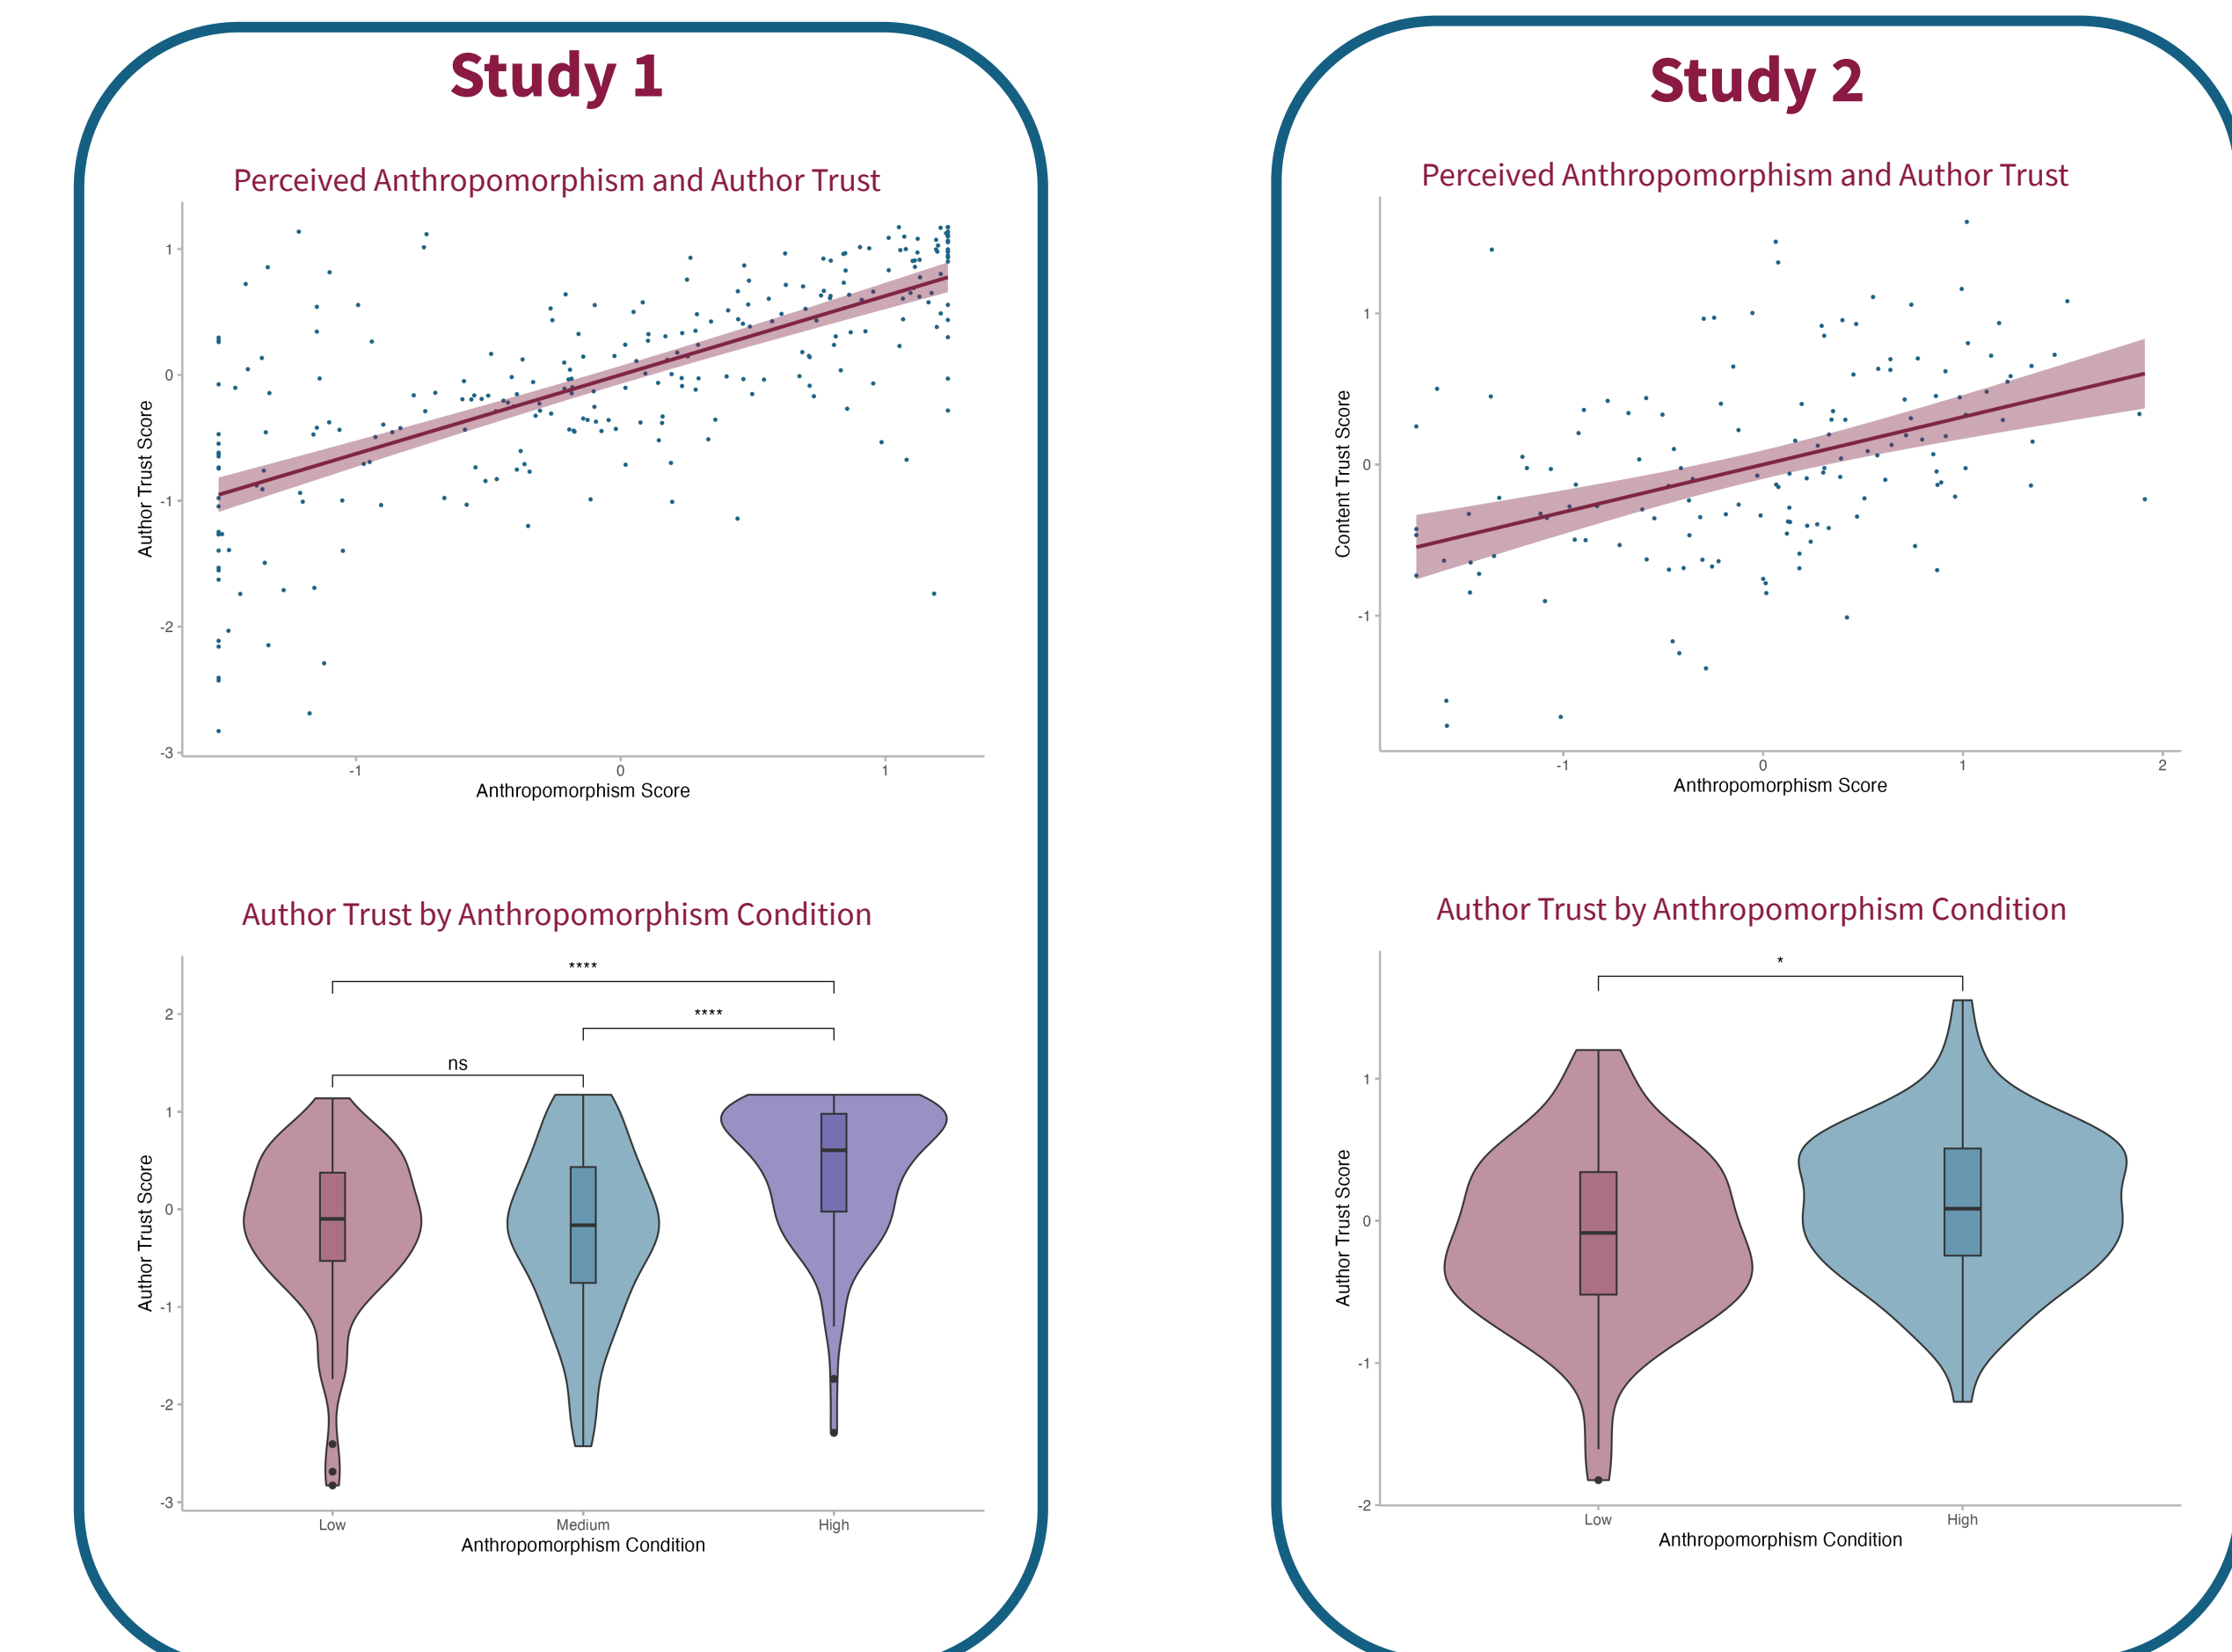 Study 1
Perceived Anthropomorphism and Author Trust
Author Trust Score
1
0
-1
-2
-3
-1
0
1
Anthropomorphism Score
Author Trust by Anthropomorphism Condition
****
****
ns
Author Trust Score
2
1
0
-1
-2
-3
Low
Medium
High
Anthropomorphism Condition
Study 2
Perceived Anthropomorphism and Author Trust
Content Trust Score
1
0
-1
-1
0
1
2
Anthropomorphism Score
Author Trust by Anthropomorphism Condition
*
Author Trust Score
1
0
-1
-2
Low
High
Anthropomorphism Condition